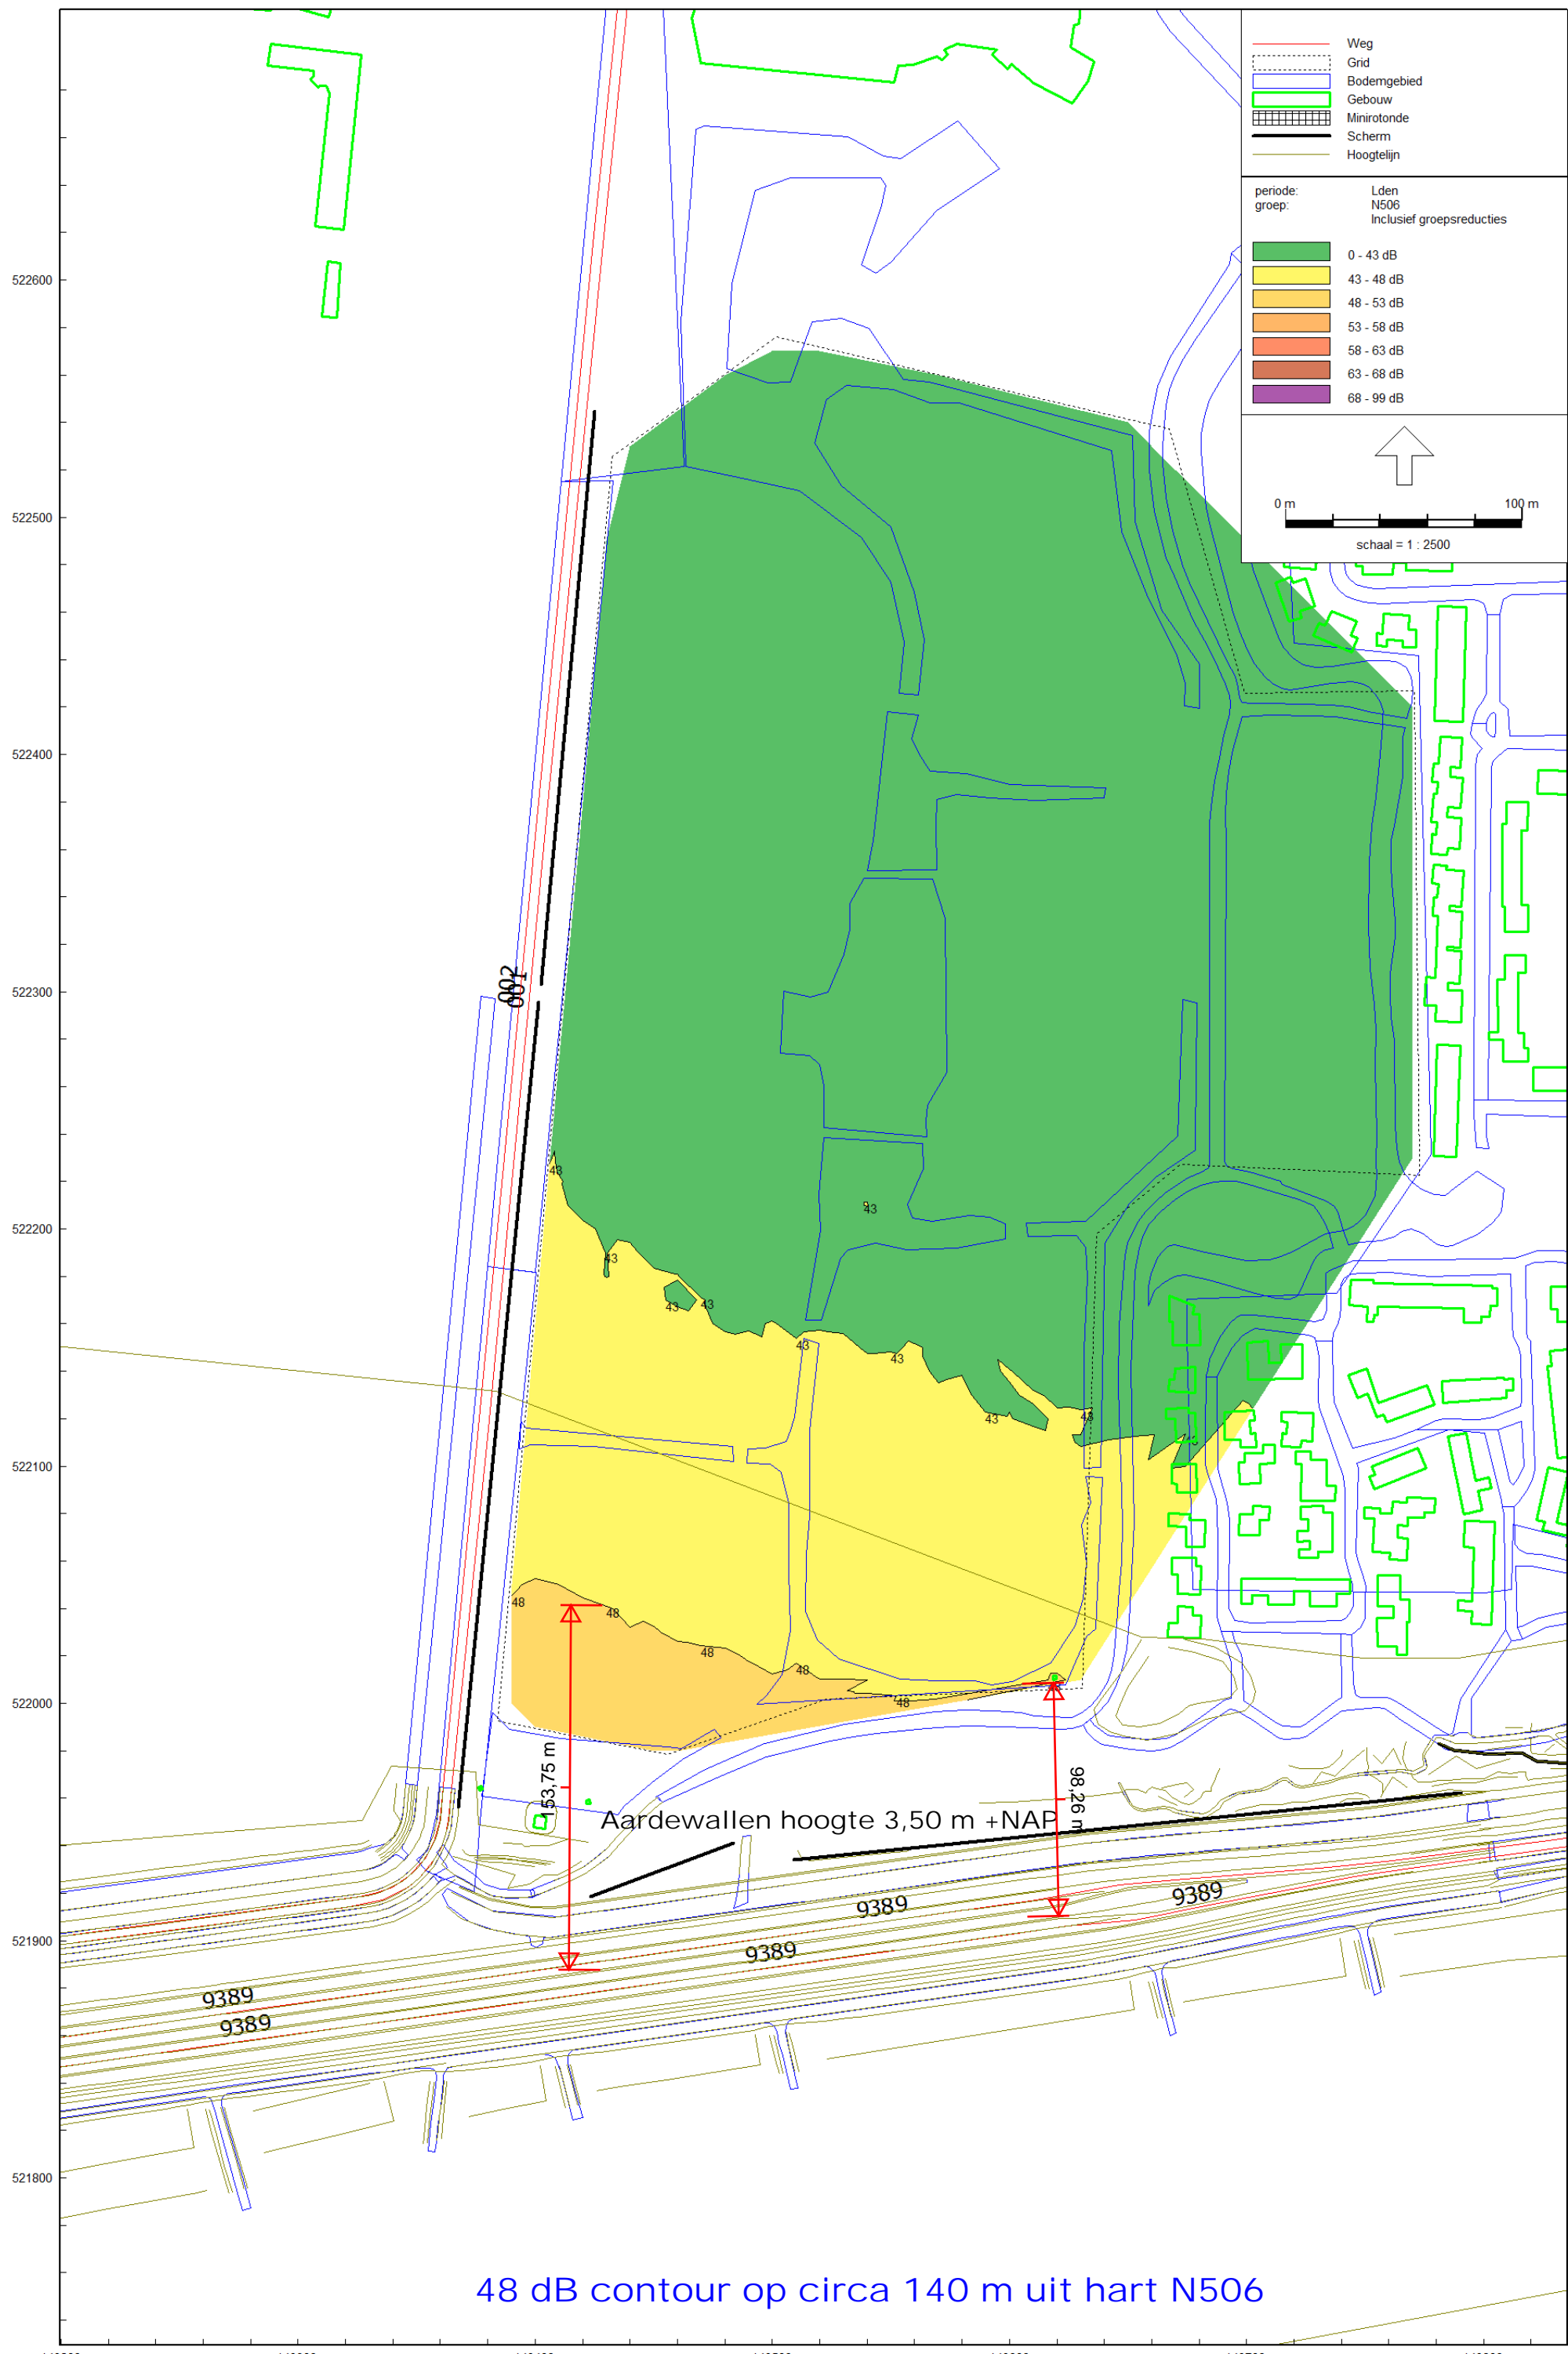 Weg
Grid
Bodemgebied
Gebouw
Minirotonde
Scherm
Hoogtelijn
periode: Lden
groep: N506
Inclusief groepsreducties
0 - 43 dB
43 - 48 dB
48 - 53 dB
53 - 58 dB
58 - 63 dB
63 - 68 dB
68 - 99 dB
0 m 100 m
schaal = 1 : 2500
522600
522500
522400
522300
522200
522100
522000
521900
521800
002
001
43
43
43
43
43
43
43
43
43
48
48
48
48
48
153,75 m
98,26 m
Aardewallen hoogte 3,50 m +NAP
9389
9389
9389
9389
9389
48 dB contour op circa 140 m uit hart N506